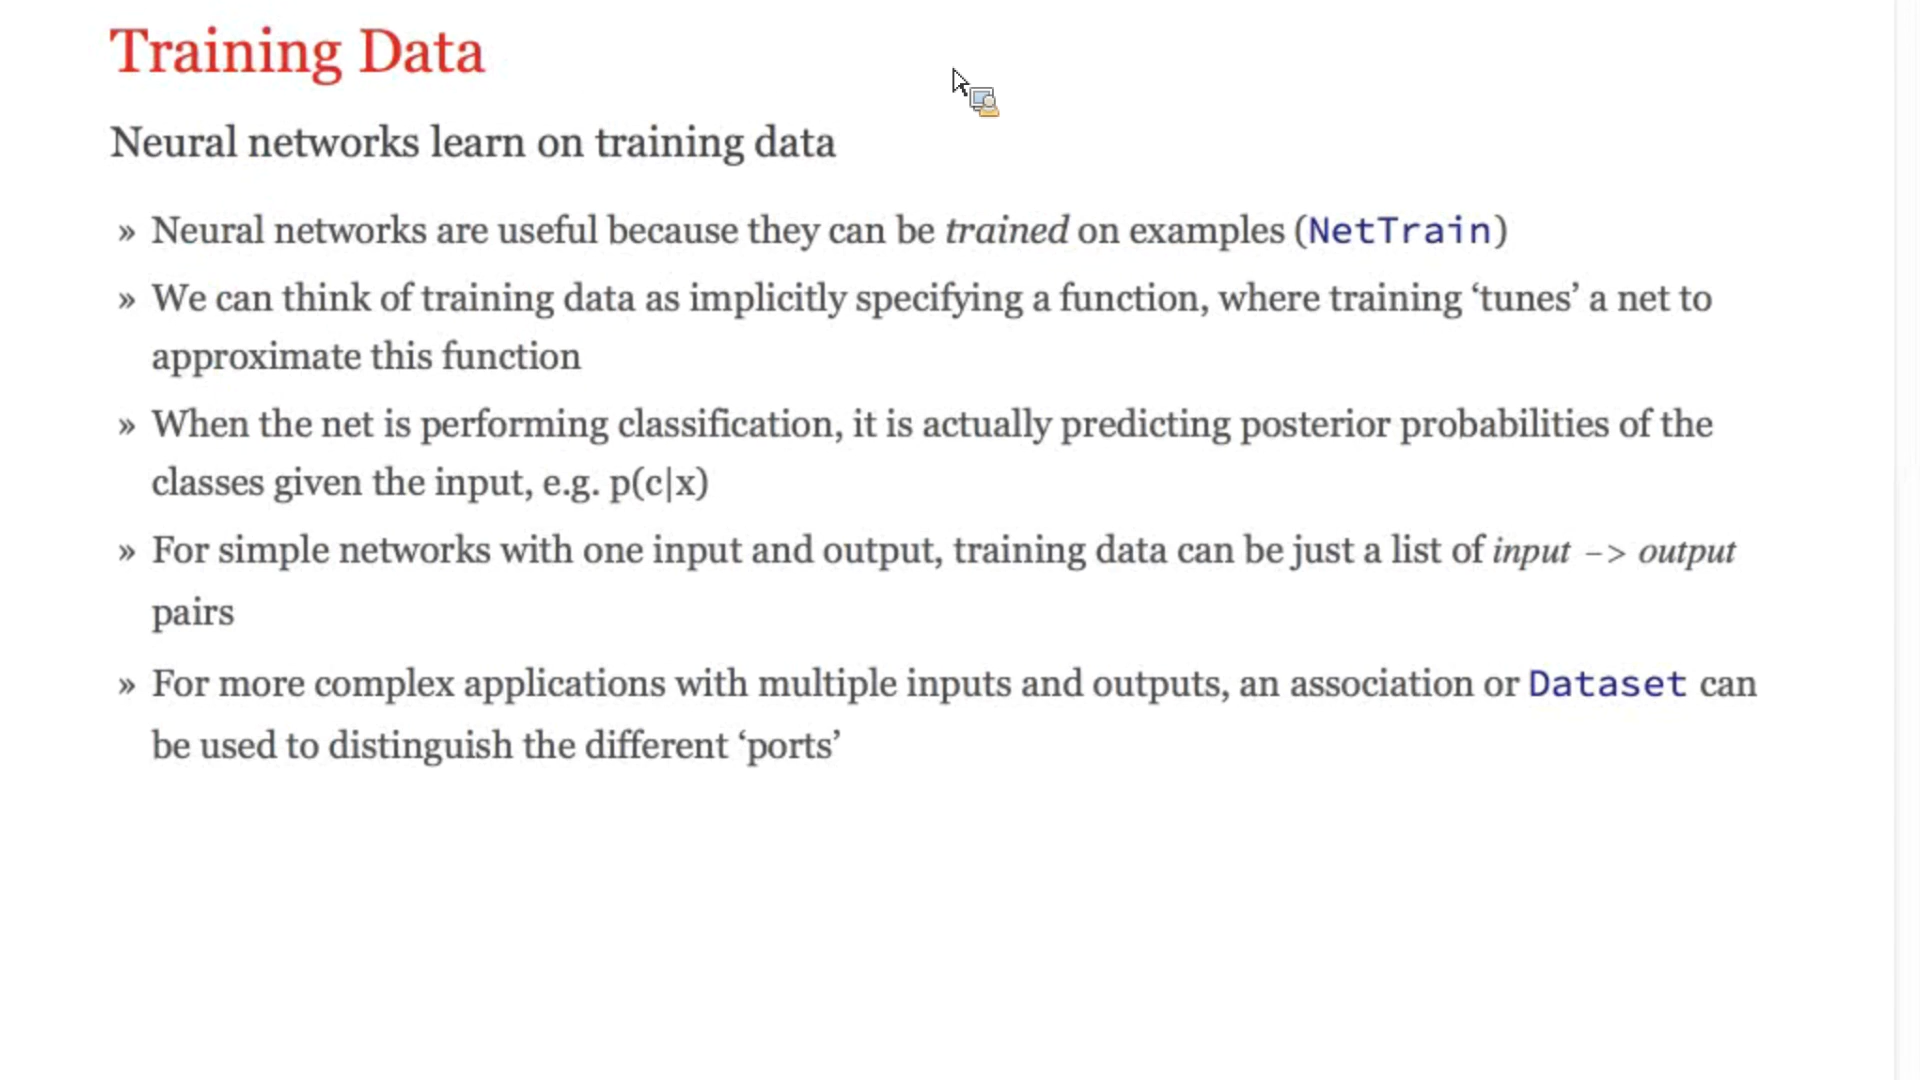 Training Data
Neural networks learn on training data
» Neural networks are useful because they can be trained on examples (NetTrain)
» We can think of training data as implicitly specifying a function, where training ‘tunes’ a net to
approximate this function
» When the net is performing classification, it is actually predicting posterior probabilities of the
classes given the input, e.g. p(c|x)
» For simple networks with one input and output, training data can be just a list of input -> output
pairs
» For more complex applications with multiple inputs and outputs, an association or Dataset can
be used to distinguish the different ‘ports’